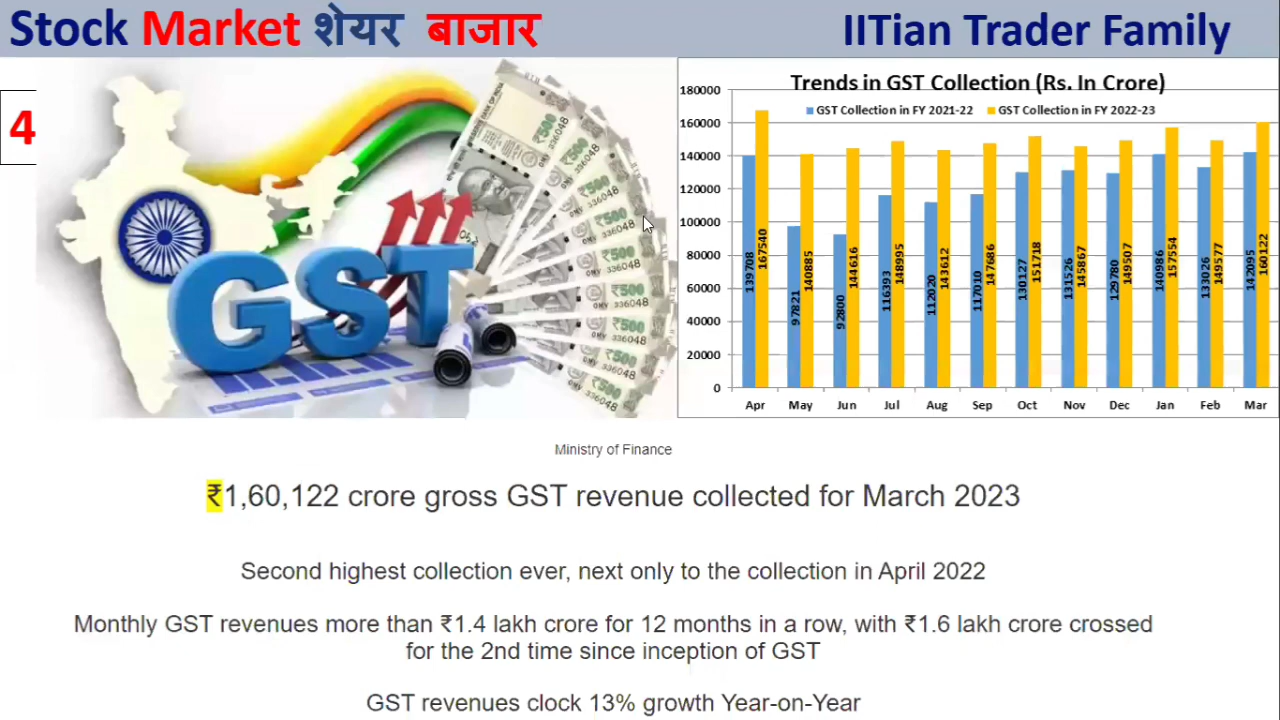 Stock Market शेयर बाजार
IITian Trader Family
4
GST
₹500
336048
Trends in GST Collection (Rs. In Crore)
GST Collection in FY 2021-22 GST Collection in FY 2022-23
180000
160000
140000
120000
100000
80000
60000
40000
20000
0
139708 167540 97821 140885 92800 144616 116393 148995 112020 143612 117010 147686 130127 151718 131526 145867 129780 149507 140986 157554 133026 149577 142095 160122
Apr May Jun Jul Aug Sep Oct Nov Dec Jan Feb Mar
Ministry of Finance
₹1,60,122 crore gross GST revenue collected for March 2023
Second highest collection ever, next only to the collection in April 2022
Monthly GST revenues more than ₹1.4 lakh crore for 12 months in a row, with ₹1.6 lakh crore crossed
for the 2nd time since inception of GST
GST revenues clock 13% growth Year-on-Year